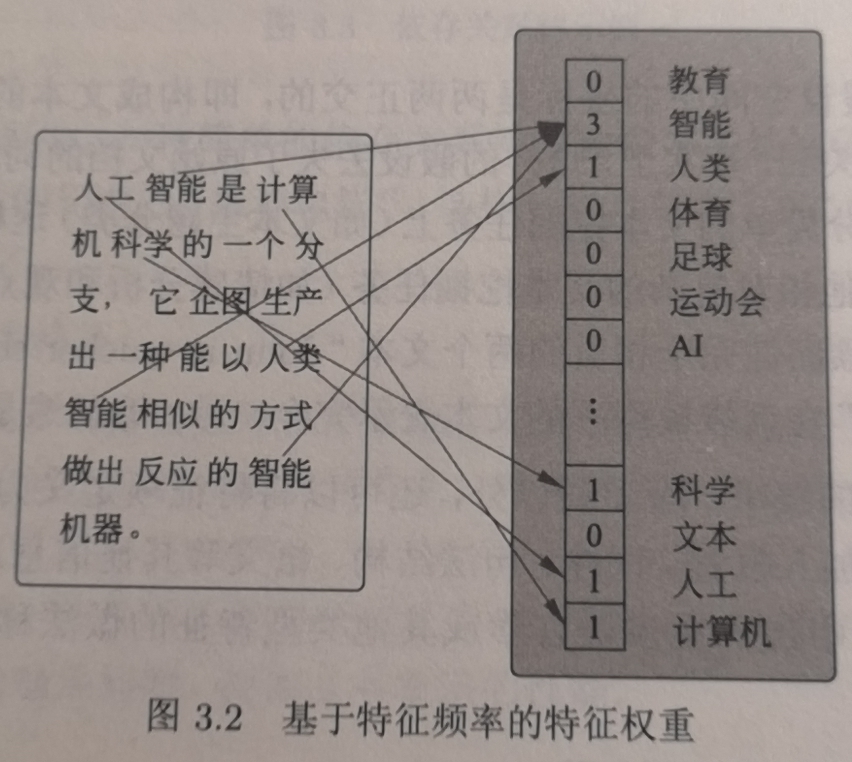 人工 智能 是 计算
机 科学 的 一个 分
支， 它 企图 生产
出 一种 能 以 人类
智能 相似 的 方式
做出 反应 的 智能
机器。
0 教育
3 智能
1 人类
0 体育
0 足球
0 运动会
0 AI
⋮
1 科学
0 文本
1 人工
1 计算机
图 3.2 基于特征频率的特征权重